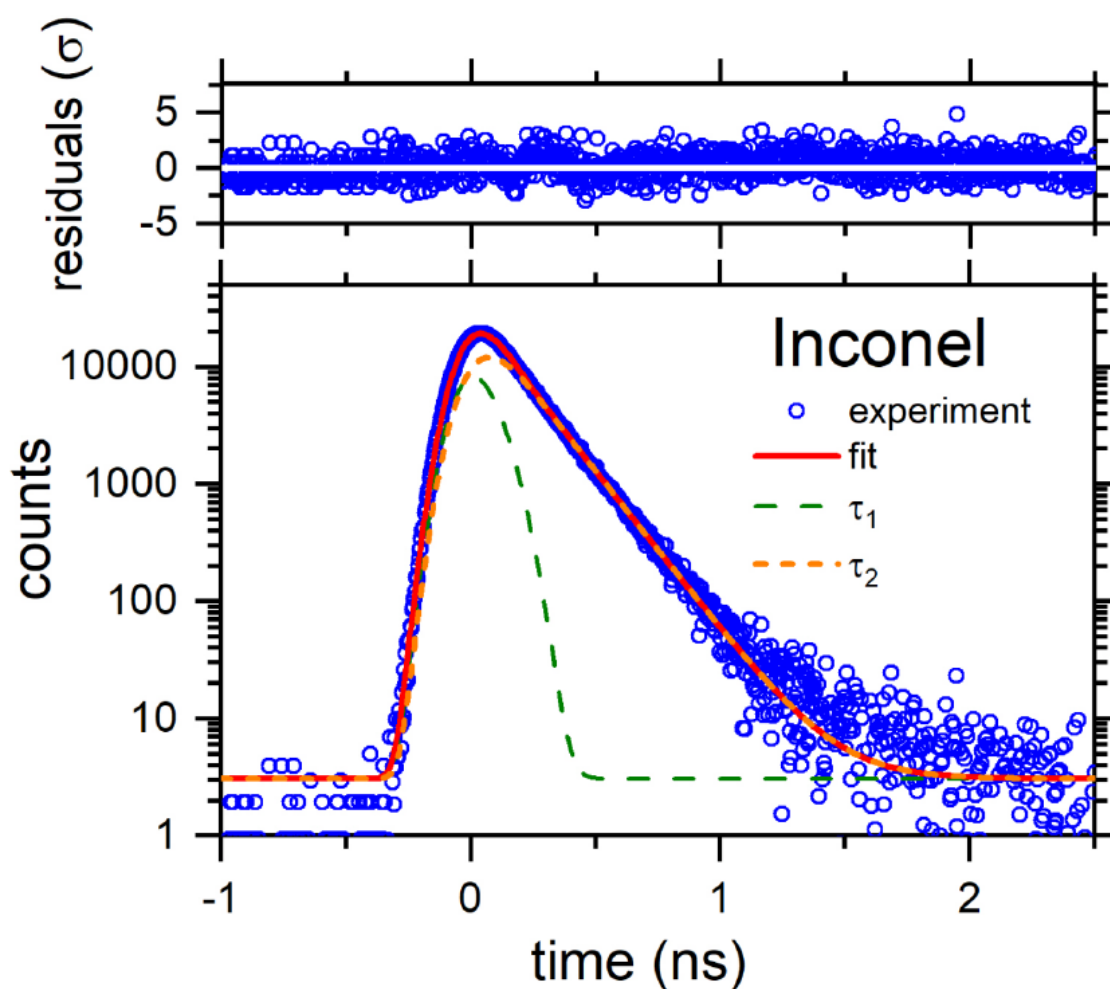 residuals (σ)
5
0
-5
counts
10000
1000
100
10
1
Inconel
experiment
fit
τ1
τ2
-1
0
1
2
time (ns)